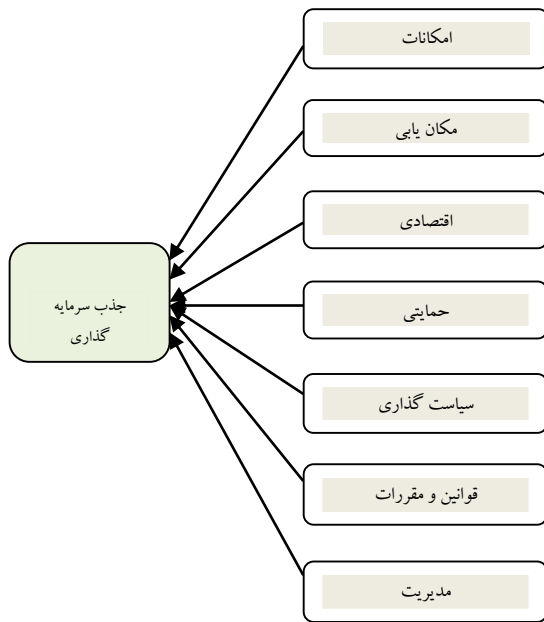 امکانات
مکان یابی
اقتصادی
حمایتی
سیاست گذاری
قوانین و مقررات
مدیریت
جذب سرمایه
گذاری